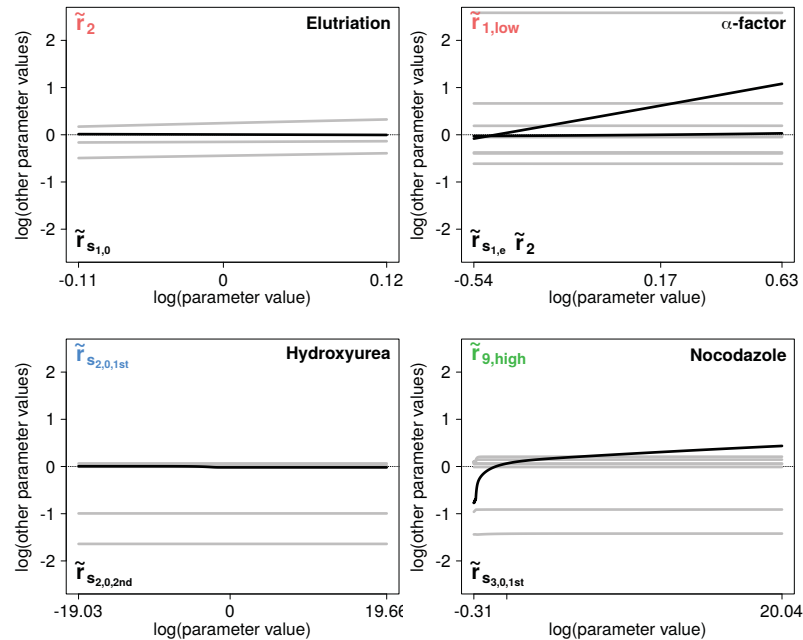 r̃₂ Elutriation
log(other parameter values)
2
1
0
-1
-2
r̃ₛ₁,₀
-0.11 0 0.12
log(parameter value)
r̃1,low α-factor
log(other parameter values)
2
1
0
-1
-2
r̃s1,e r̃2
-0.54 0.17 0.63
log(parameter value)
r̃s2,0,1st Hydroxyurea
log(other parameter values)
2
1
0
-1
-2
r̃s2,0,2nd
-19.03 0 19.66
log(parameter value)
r̃9,high Nocodazole
log(other parameter values)
2
1
0
-1
-2
r̃s3,0,1st
-0.31 20.04
log(parameter value)